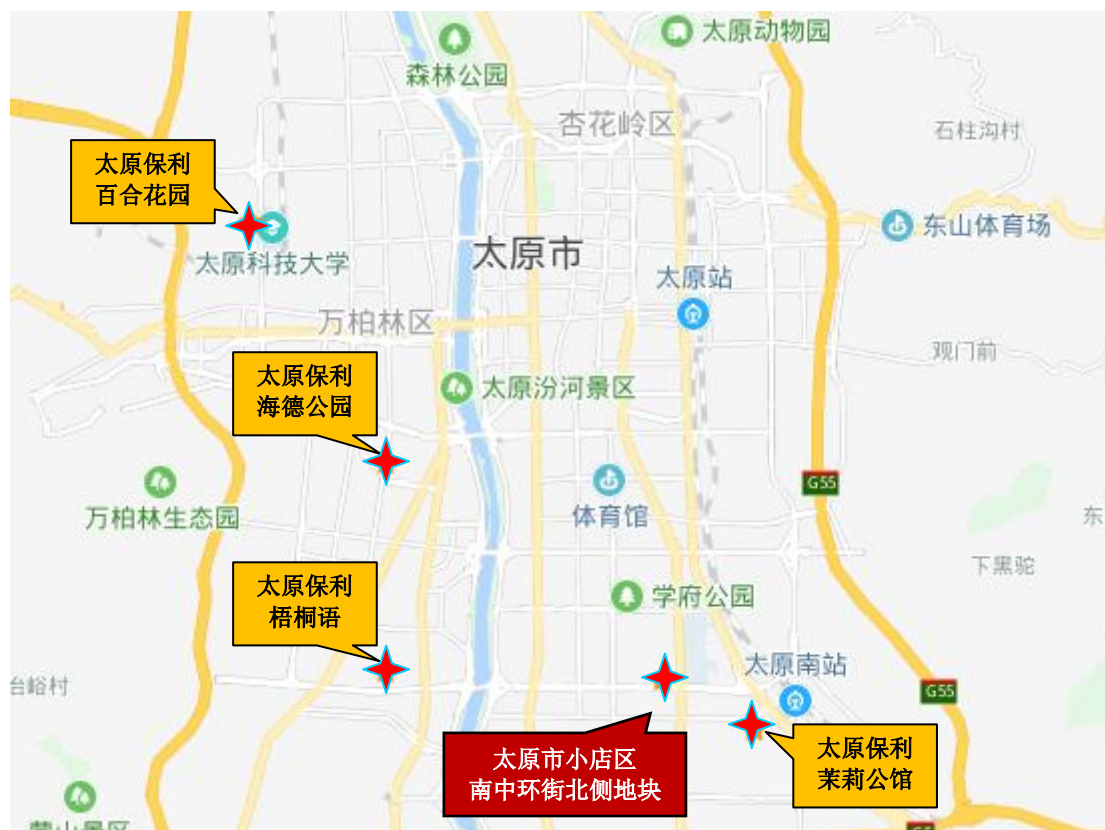 太原动物园
森林公园
杏花岭区
石柱沟村
太原保利
百合花园
东山体育场
太原科技大学
太原市
太原站
万柏林区
观门前
太原保利
海德公园
太原汾河景区
G55
万柏林生态园
体育馆
东
下黑驼
太原保利
梧桐语
学府公园
太原南站
台峪村
G55
太原市小店区
南中环街北侧地块
太原保利
茉莉公馆